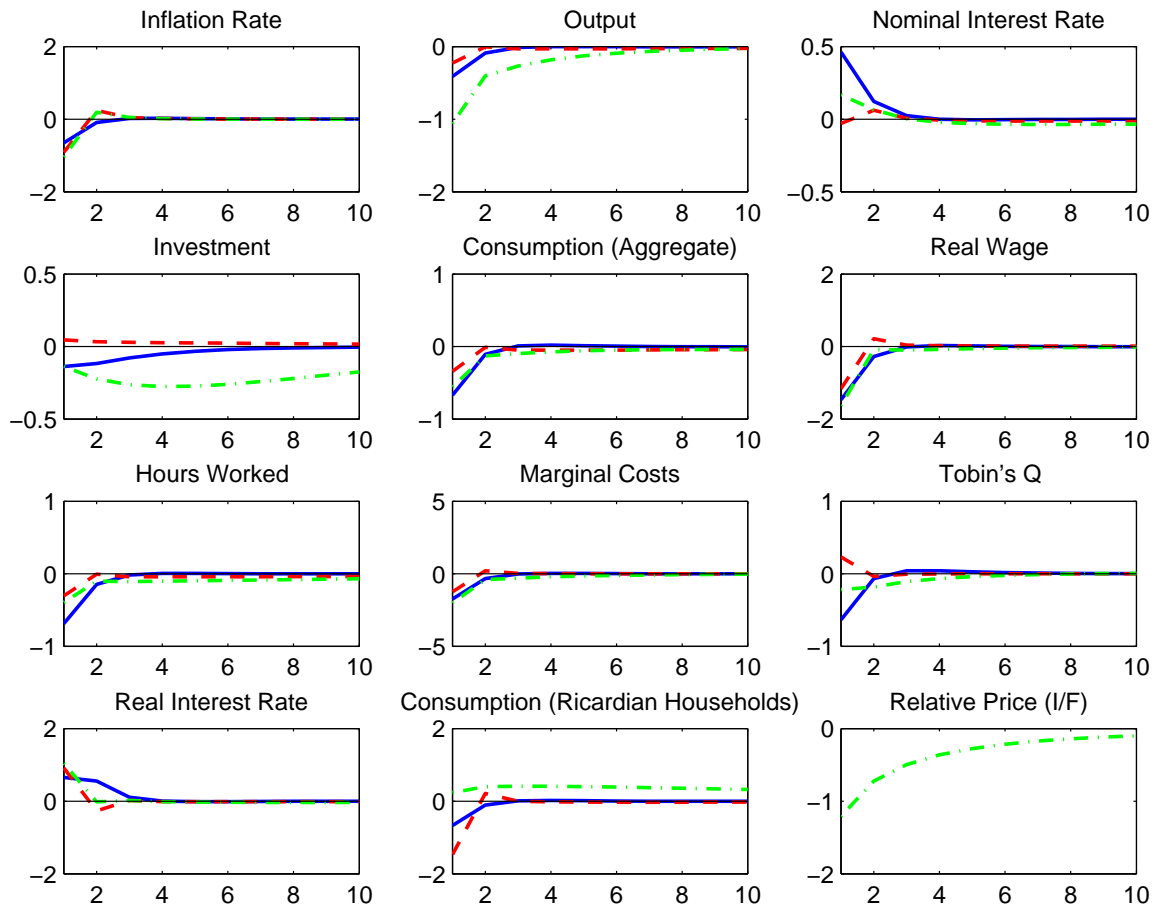 Inflation Rate Output Nominal Interest Rate
2 0 0.5
0 −1 0
−2 −2 −0.5
2 4 6 8 10 2 4 6 8 10 2 4 6 8 10
Investment Consumption (Aggregate) Real Wage
0.5 1 2
0 0 0
−0.5 −1 −2
2 4 6 8 10 2 4 6 8 10 2 4 6 8 10
Hours Worked Marginal Costs Tobin's Q
1 5 1
0 0 0
−1 −5 −1
2 4 6 8 10 2 4 6 8 10 2 4 6 8 10
Real Interest Rate Consumption (Ricardian Households) Relative Price (I/F)
2 2 0
0 0 −1
−2 −2 −2
2 4 6 8 10 2 4 6 8 10 2 4 6 8 10